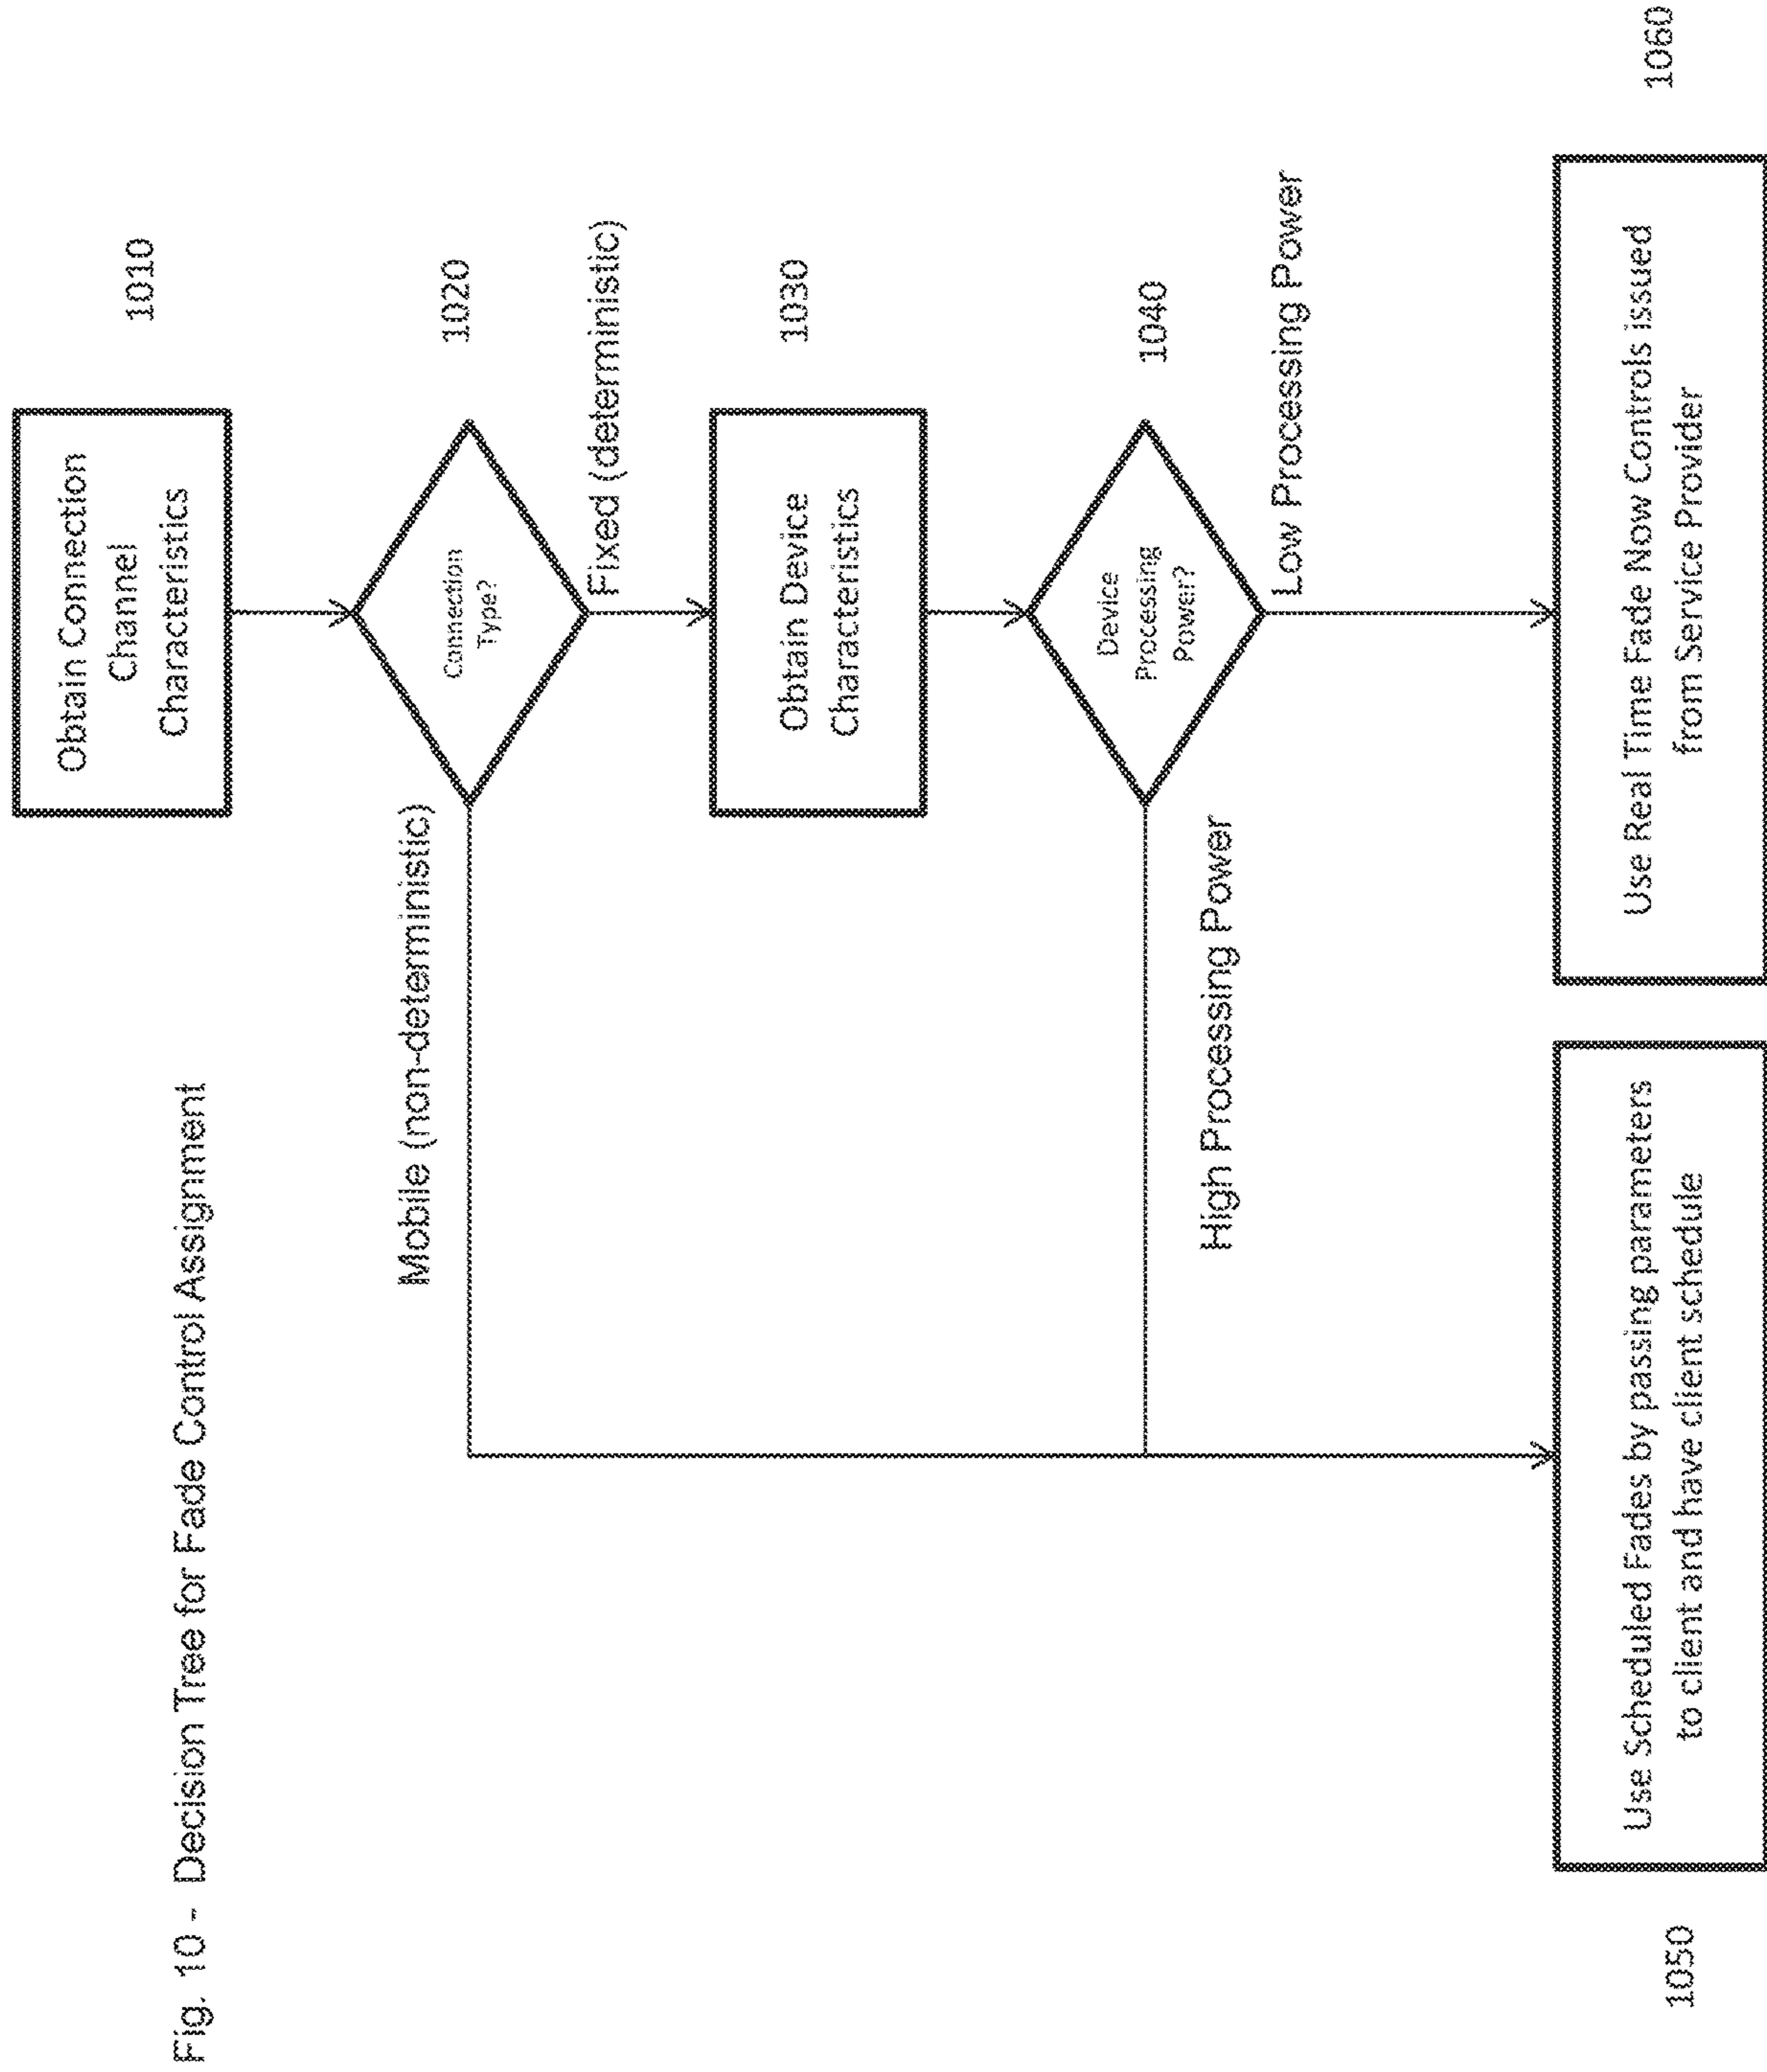 Fig. 10 - Decision Tree for Fade Control Assignment
Obtain Connection
Channel
Characteristics
1010
Connection
Type?
1020
Mobile (non-deterministic)
Fixed (deterministic)
Obtain Device
Characteristics
1030
Device
Processing
Power?
1040
High Processing Power
Low Processing Power
1050
Use Scheduled Fades by passing parameters
to client and have client schedule
Use Real Time Fade Now Controls issued
from Service Provider
1060